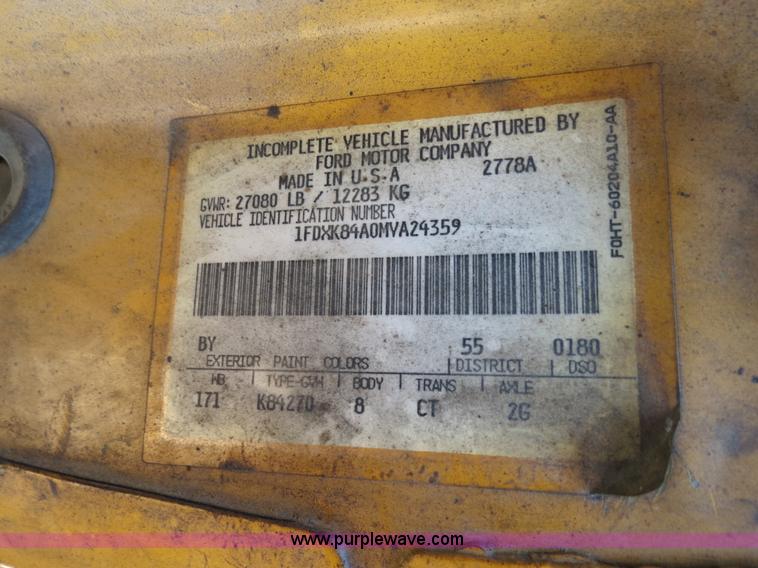 INCOMPLETE VEHICLE MANUFACTURED BY
FORD MOTOR COMPANY
MADE IN U.S.A 2778A
GVWR: 27080 LB / 12283 KG
VEHICLE IDENTIFICATION NUMBER
1FDXK84A0MVA24359
BY 55 0180
EXTERIOR PAINT COLORS DISTRICT DSO
WB TYPE-GVW BODY TRANS AXLE
171 K84270 8 CT 2G
F0HT-60204A10-AA
www.purplewave.com